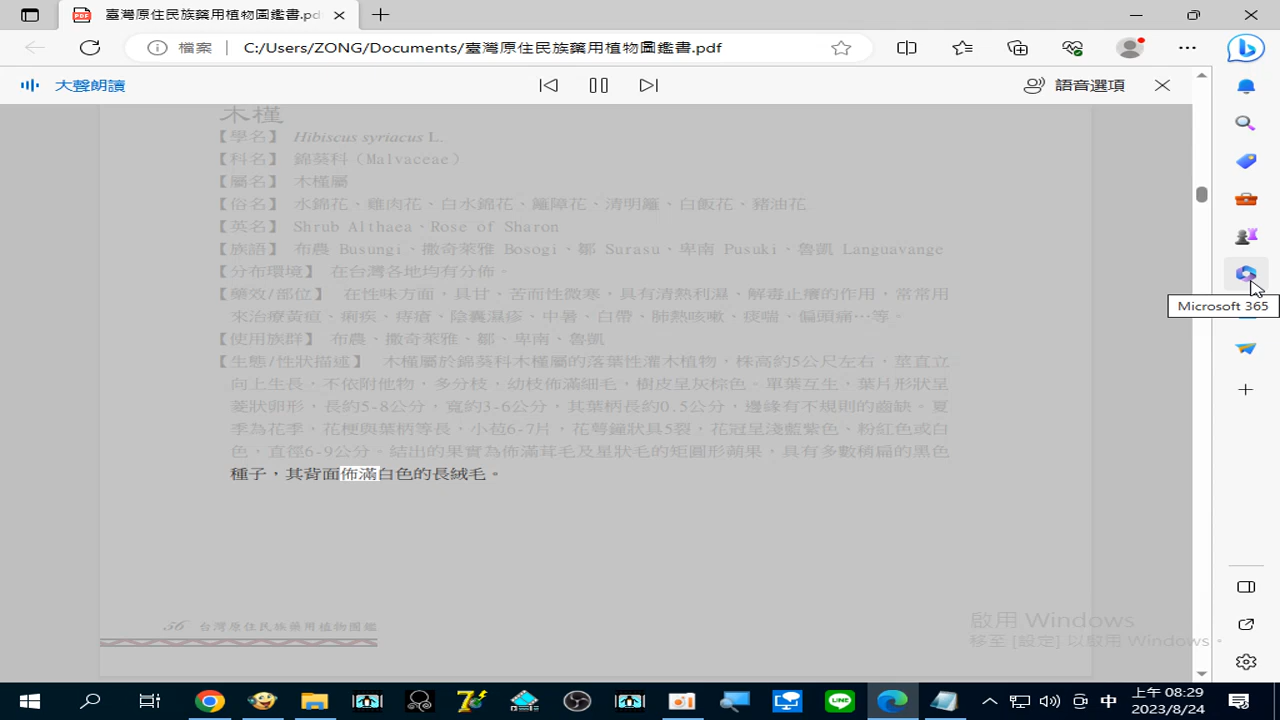 臺灣原住民族藥用植物圖鑑書.pdf
檔案 C:/Users/ZONG/Documents/臺灣原住民族藥用植物圖鑑書.pdf
大聲朗讀 語音選項
木槿
【學名】 Hibiscus syriacus L.
【科名】 錦葵科（Malvaceae）
【屬名】 木槿屬
【俗名】 水錦花、雞肉花、白水錦花、籬障花、清明籬、白飯花、豬油花
【英名】 Shrub Althaea、Rose of Sharon
【族語】 布農 Busungi、撒奇萊雅 Bosogi、鄒 Surasu、卑南 Pusuki、魯凱 Languavange
【分布環境】 在台灣各地均有分佈。
【藥效/部位】 在性味方面，具甘、苦而性微寒，具有清熱利濕、解毒止癢的作用，常常用
來治療黃疸、痢疾、痔瘡、陰囊濕疹、中暑、白帶、肺熱咳嗽、痰喘、偏頭痛…等。
【使用族群】 布農、撒奇萊雅、鄒、卑南、魯凱
【生態/性狀描述】 木槿屬於錦葵科木槿屬的落葉性灌木植物，株高約5公尺左右，莖直立
向上生長，不依附他物，多分枝，幼枝佈滿細毛，樹皮呈灰棕色。單葉互生，葉片形狀呈
菱狀卵形，長約5-8公分，寬約3-6公分，其葉柄長約0.5公分，邊緣有不規則的齒缺。夏
季為花季，花梗與葉柄等長，小苞6-7片，花萼鐘狀具5裂，花冠呈淺藍紫色、粉紅色或白
色，直徑6-9公分。結出的果實為佈滿茸毛及星狀毛的矩圓形蒴果，具有多數稍扁的黑色
種子，其背面佈滿白色的長絨毛。
56 台灣原住民族藥用植物圖鑑
Microsoft 365
啟用 Windows
移至 [設定] 以啟用 Windows。
中
上午 08:29
2023/8/24